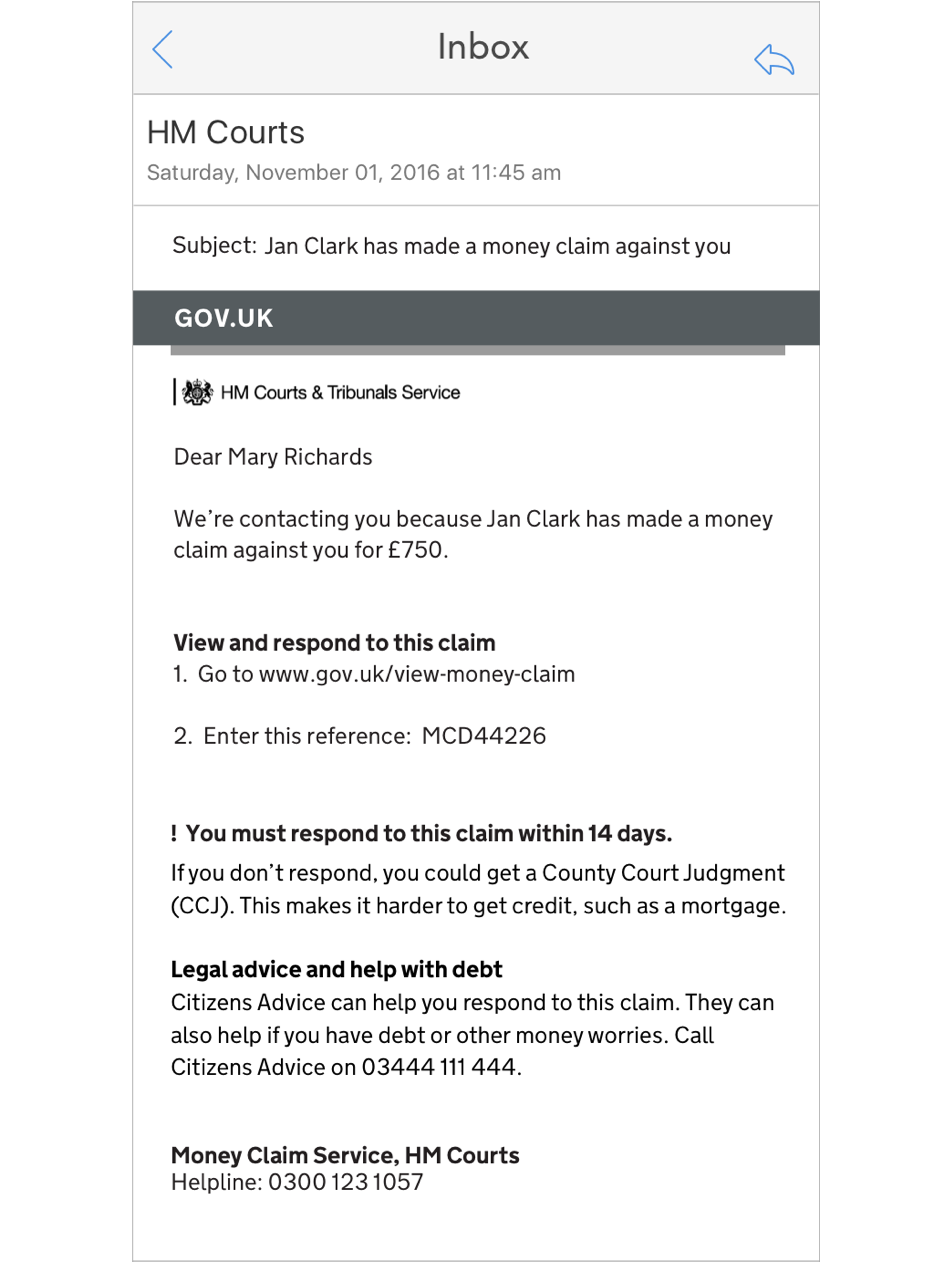 Inbox
HM Courts
Saturday, November 01, 2016 at 11:45 am
Subject: Jan Clark has made a money claim against you
GOV.UK
HM Courts & Tribunals Service
Dear Mary Richards
We’re contacting you because Jan Clark has made a money
claim against you for £750.
View and respond to this claim
1. Go to www.gov.uk/view-money-claim
2. Enter this reference: MCD44226
! You must respond to this claim within 14 days.
If you don’t respond, you could get a County Court Judgment
(CCJ). This makes it harder to get credit, such as a mortgage.
Legal advice and help with debt
Citizens Advice can help you respond to this claim. They can
also help if you have debt or other money worries. Call
Citizens Advice on 03444 111 444.
Money Claim Service, HM Courts
Helpline: 0300 123 1057